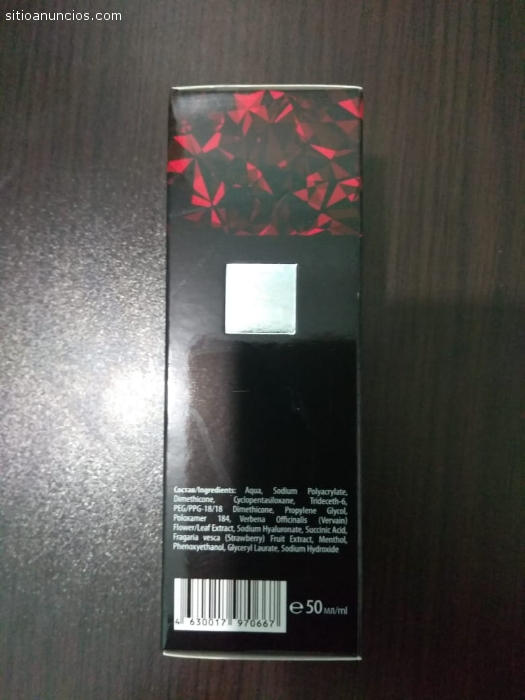 sitioanuncios.com
Состав/Ingredients: Aqua, Sodium Polyacrylate,
Dimethicone, Cyclopentasiloxane, Trideceth-6,
PEG/PPG-18/18 Dimethicone, Propylene Glycol,
Poloxamer 184, Verbena Officinalis (Vervain)
Flower/Leaf Extract, Sodium Hyaluronate, Succinic Acid,
Fragaria vesca (Strawberry) Fruit Extract, Menthol,
Phenoxyethanol, Glyceryl Laurate, Sodium Hydroxide
℮50 мл/ml
4 630017 970667